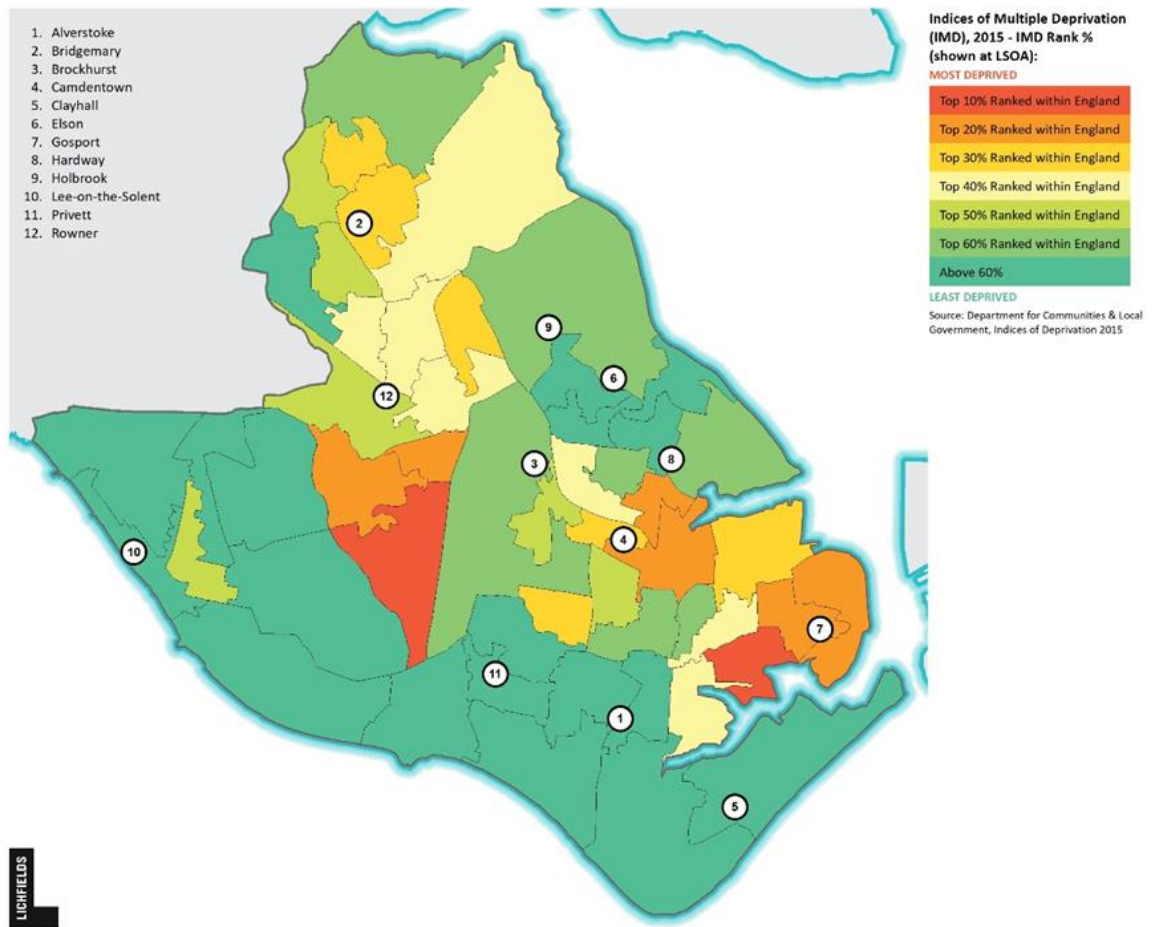 1. Alverstoke
2. Bridgemary
3. Brockhurst
4. Camdentown
5. Clayhall
6. Elson
7. Gosport
8. Hardway
9. Holbrook
10. Lee-on-the-Solent
11. Privett
12. Rowner
Indices of Multiple Deprivation
(IMD), 2015 - IMD Rank %
(shown at LSOA):
MOST DEPRIVED
Top 10% Ranked within England
Top 20% Ranked within England
Top 30% Ranked within England
Top 40% Ranked within England
Top 50% Ranked within England
Top 60% Ranked within England
Above 60%
LEAST DEPRIVED
Source: Department for Communities & Local
Government, Indices of Deprivation 2015
2
9
6
12
8
3
4
10
7
11
1
5
LICHFIELDS